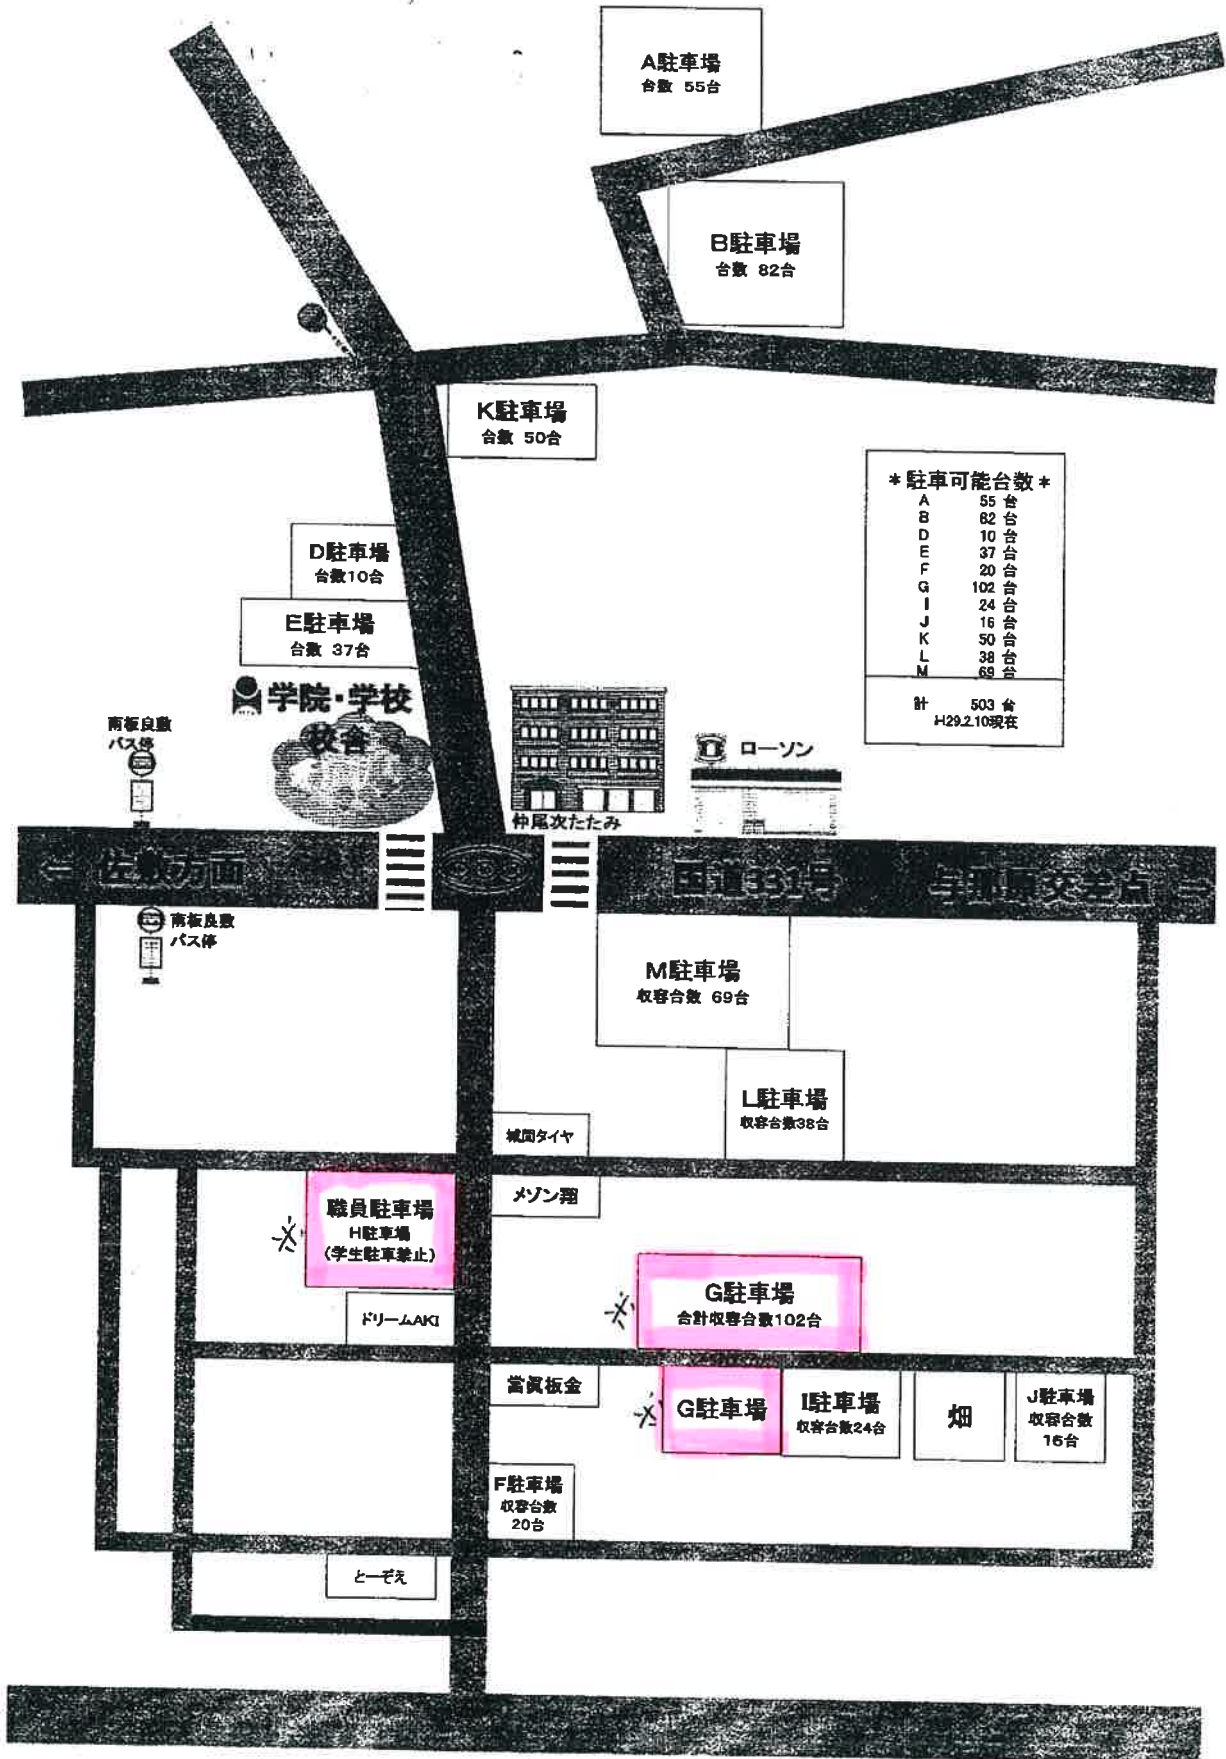 A駐車場
台数 55台
B駐車場
台数 82台
K駐車場
台数 50台
D駐車場
台数10台
E駐車場
台数 37台
*駐車可能台数*
A 55 台
B 82 台
D 10 台
E 37 台
F 20 台
G 102 台
I 24 台
J 16 台
K 50 台
L 38 台
M 69 台
計 503 台
H29.2.10現在
学院・学校
校舎
南板良敷
バス停
仲尾次たたみ
ローソン
← 佐敷方面
国道331号
与那原交差点 →
南板良敷
バス停
M駐車場
収容台数 69台
L駐車場
収容台数38台
城間タイヤ
メゾン翔
職員駐車場
H駐車場
(学生駐車禁止)
ドリームAKI
G駐車場
合計収容台数102台
當眞板金
G駐車場
I駐車場
収容台数24台
畑
J駐車場
収容台数
16台
F駐車場
収容台数
20台
とーぞえ